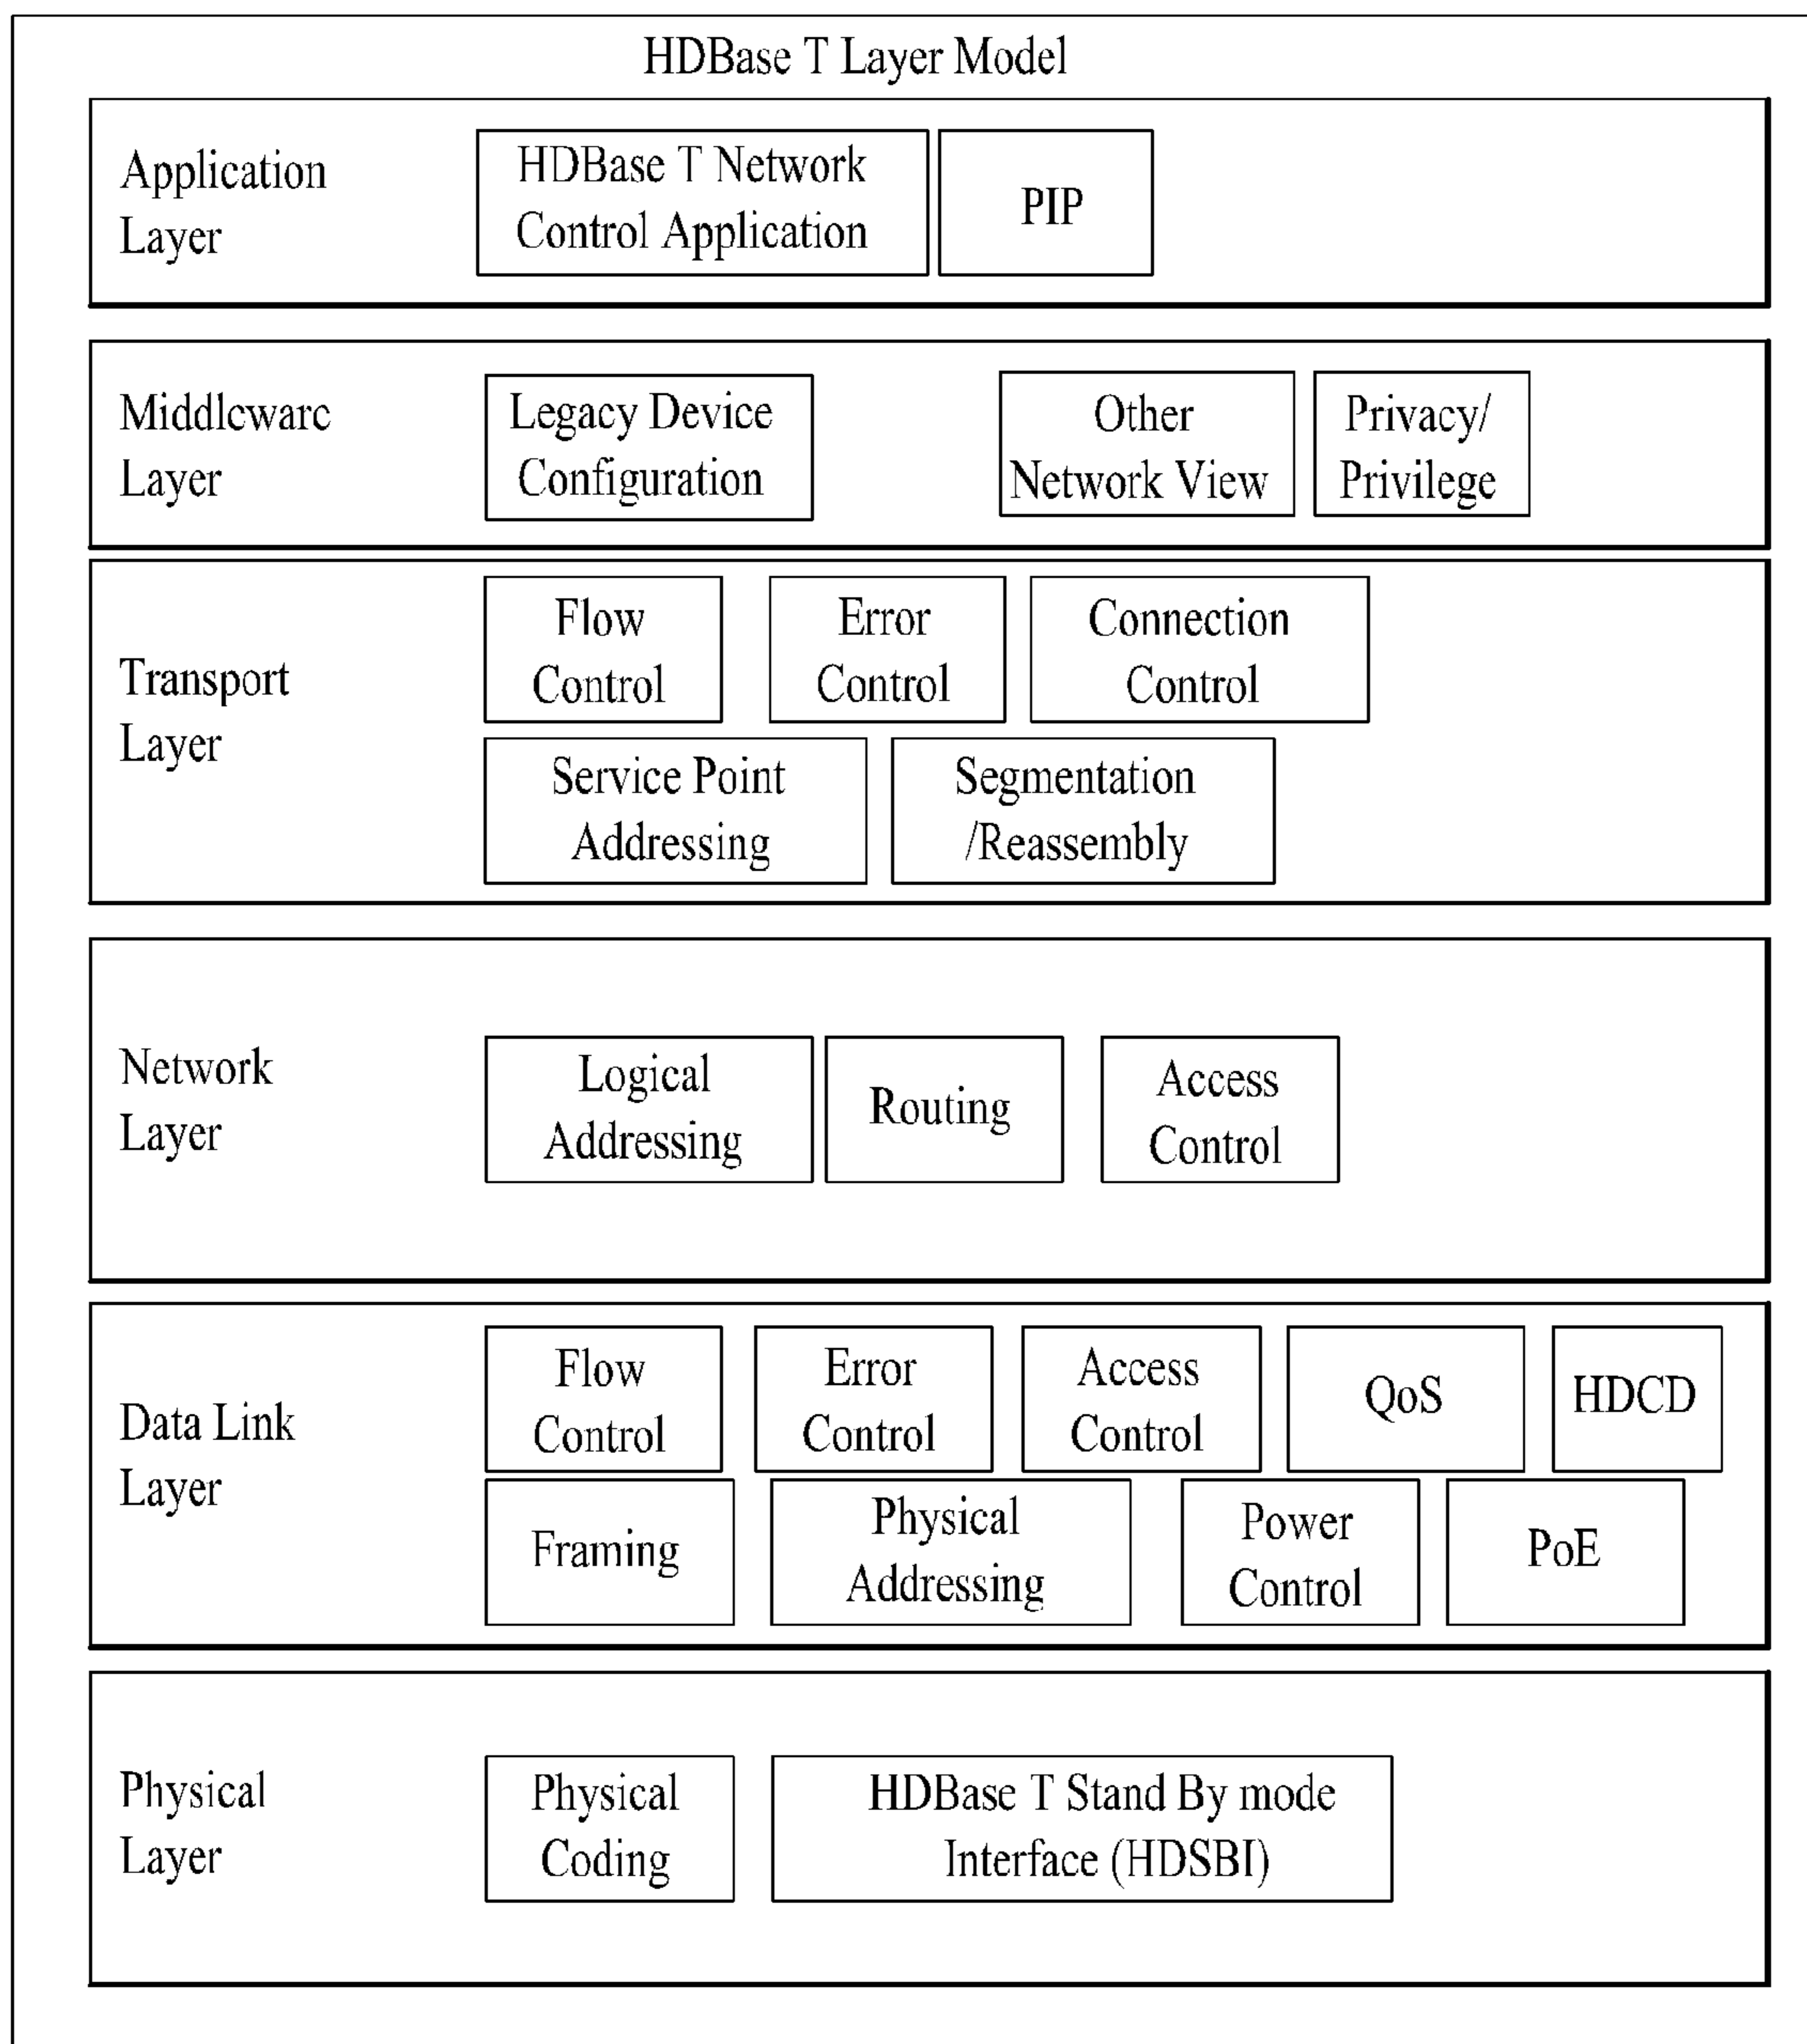 HDBase T Layer Model
Application
Layer
HDBase T Network
Control Application
PIP
Middleware
Layer
Legacy Device
Configuration
Other
Network View
Privacy/
Privilege
Transport
Layer
Flow
Control
Error
Control
Connection
Control
Service Point
Addressing
Segmentation
/Reassembly
Network
Layer
Logical
Addressing
Routing
Access
Control
Data Link
Layer
Flow
Control
Error
Control
Access
Control
QoS
HDCD
Framing
Physical
Addressing
Power
Control
PoE
Physical
Layer
Physical
Coding
HDBase T Stand By mode
Interface (HDSBI)